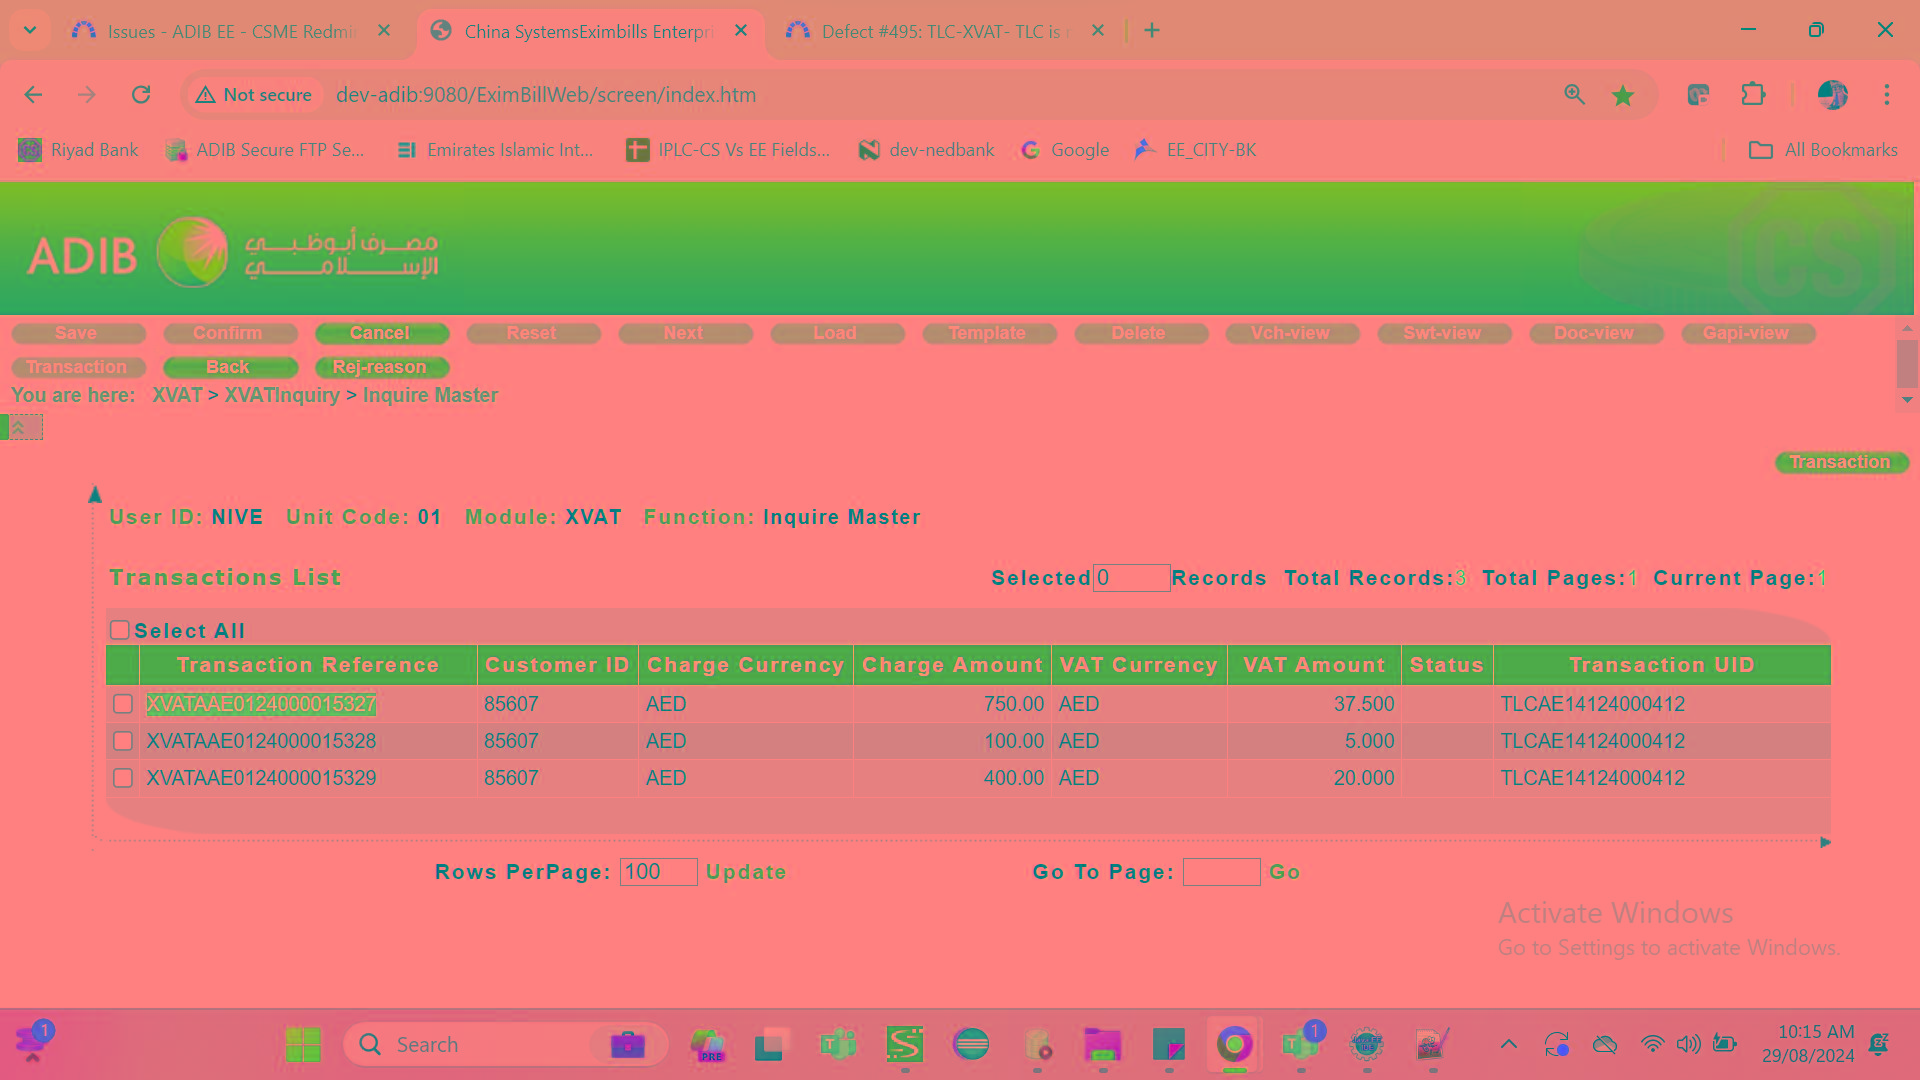 Issues - ADIB EE - CSME Redmi
China SystemsEximbills Enterpri
Defect #495: TLC-XVAT- TLC is
Not secure dev-adib:9080/EximBillWeb/screen/index.htm
Riyad Bank ADIB Secure FTP Se... Emirates Islamic Int... IPLC-CS Vs EE Fields... dev-nedbank Google EE_CITY-BK All Bookmarks
ADIB
مصرف أبوظبي
الإسلامي
CS
Save Confirm Cancel Reset Next Load Template Delete Vch-view Swt-view Doc-view Gapi-view
Transaction Back Rej-reason
You are here: XVAT > XVATInquiry > Inquire Master
Transaction
User ID: NIVE Unit Code: 01 Module: XVAT Function: Inquire Master
Transactions List Selected 0 Records Total Records:3 Total Pages:1 Current Page:1
Select All
Transaction Reference Customer ID Charge Currency Charge Amount VAT Currency VAT Amount Status Transaction UID
XVATAAE0124000015327 85607 AED 750.00 AED 37.500 TLCAE14124000412
XVATAAE0124000015328 85607 AED 100.00 AED 5.000 TLCAE14124000412
XVATAAE0124000015329 85607 AED 400.00 AED 20.000 TLCAE14124000412
Rows PerPage: 100 Update Go To Page: Go
Activate Windows
Go to Settings to activate Windows.
1
Search
PRE
1
10:15 AM
29/08/2024